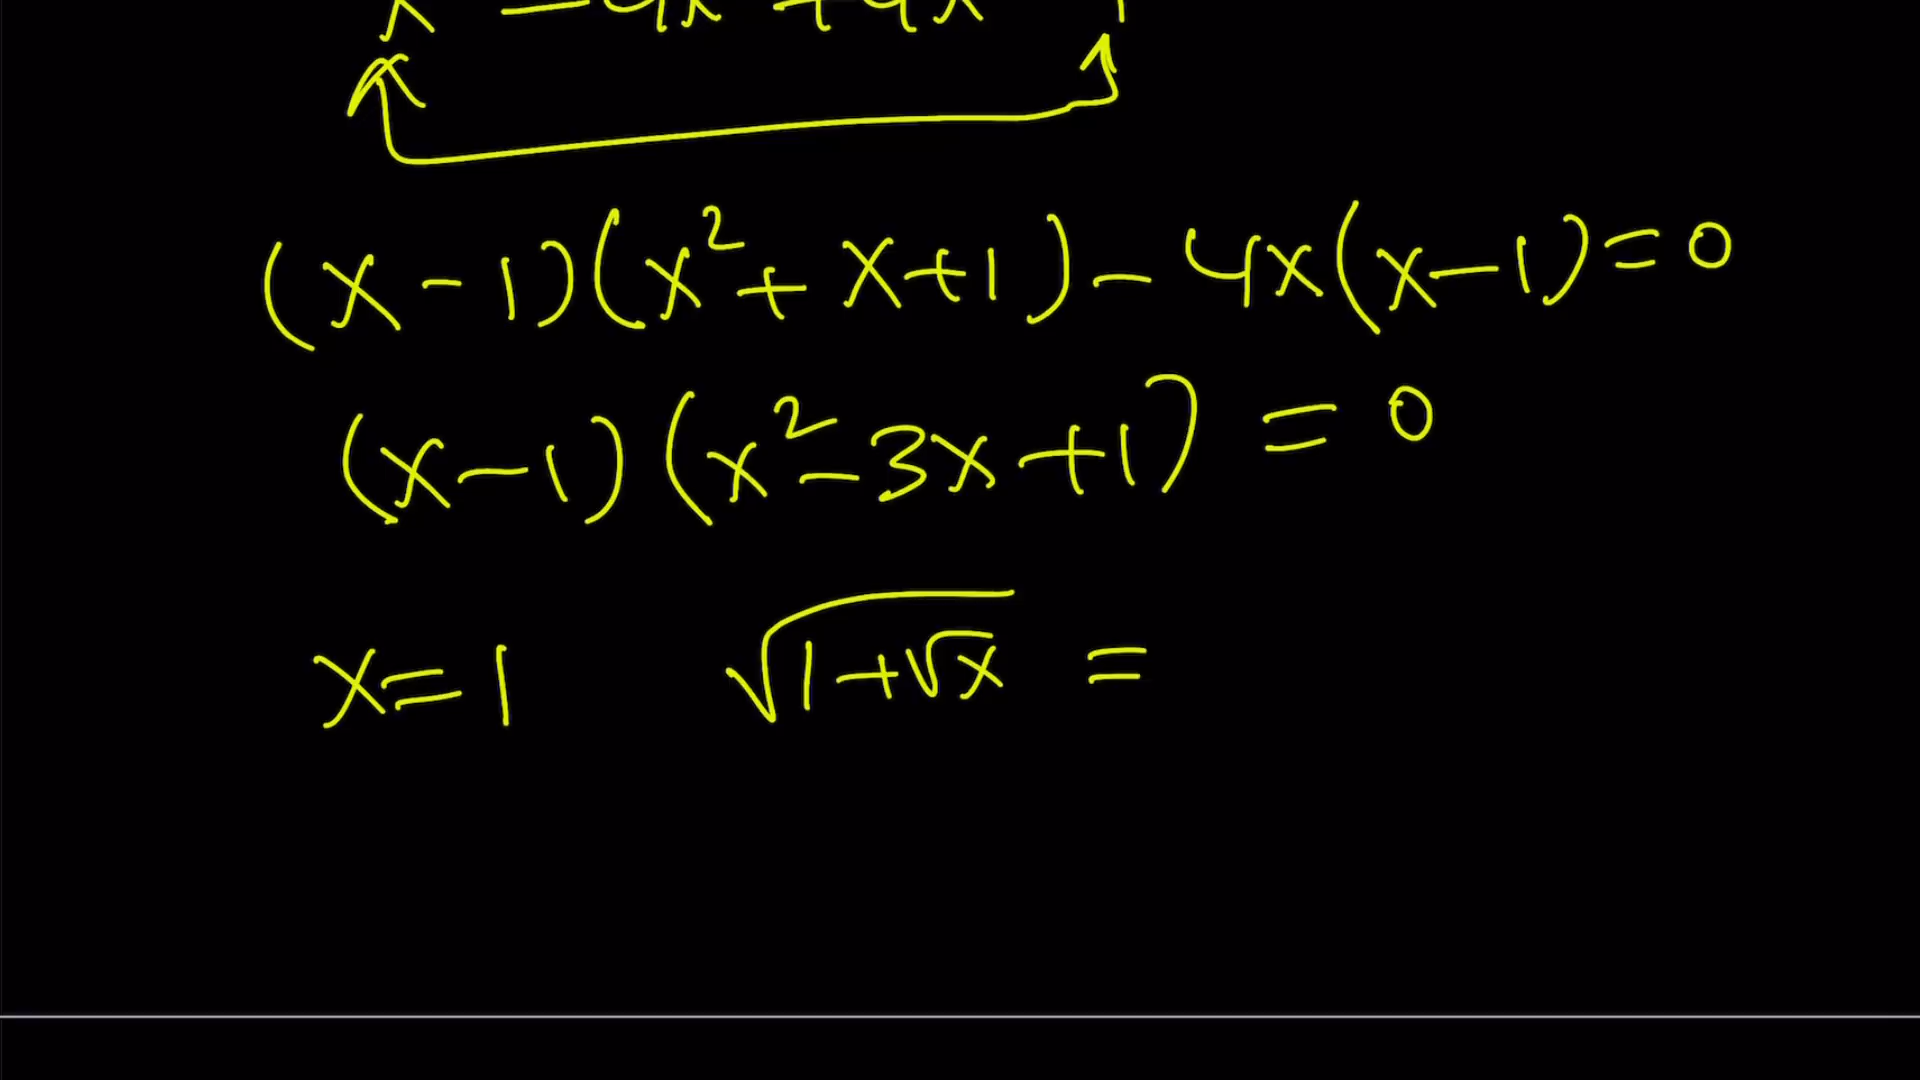 (x-1)(x²+x+1)-4x(x-1)=0
(x-1)(x²-3x+1)=0
x=1 √(1+√x) =